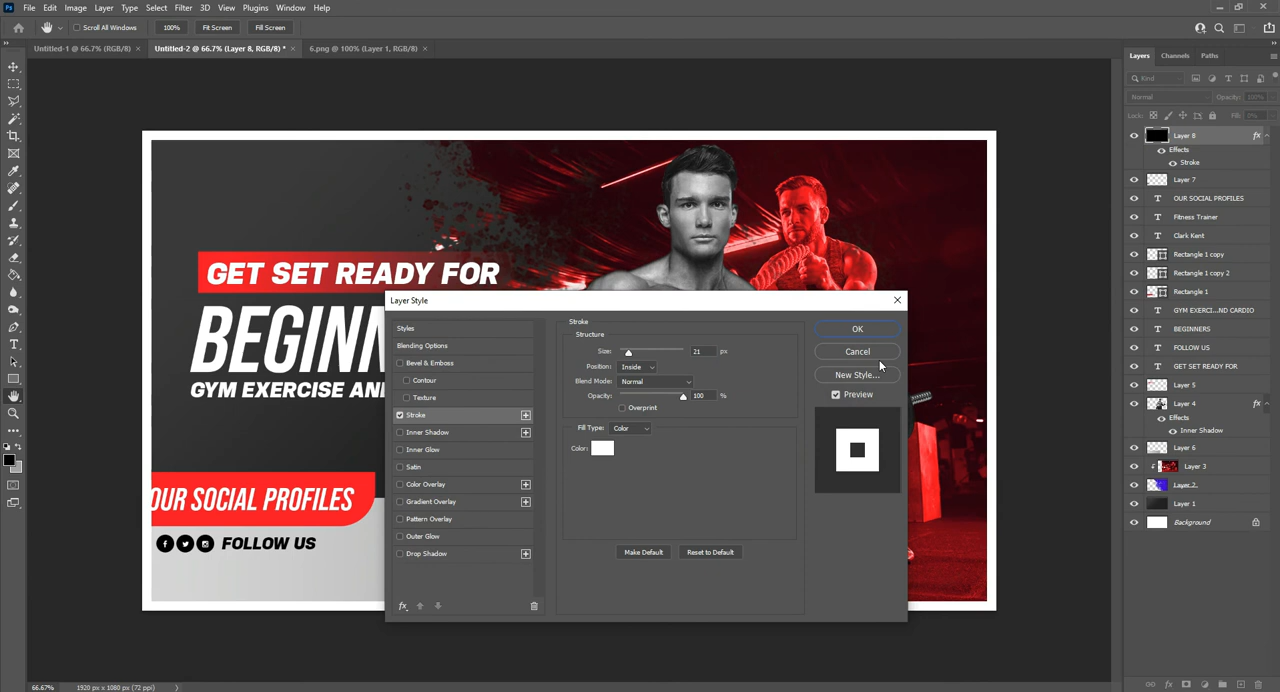 Ps File Edit Image Layer Type Select Filter 3D View Plugins Window Help
Scroll All Windows 100% Fit Screen Fill Screen
Untitled-1 @ 66.7% (RGB/8) × Untitled-2 @ 66.7% (Layer 8, RGB/8) * × 6.png @ 100% (Layer 1, RGB/8) ×
Layers Channels Paths
Kind
Normal Opacity: 100%
Lock: Fill: 0%
Layer 8 fx
Effects
Stroke
Layer 7
OUR SOCIAL PROFILES
Fitness Trainer
Clark Kent
Rectangle 1 copy
Rectangle 1 copy 2
Rectangle 1
GYM EXERCI...ND CARDIO
BEGINNERS
FOLLOW US
GET SET READY FOR
Layer 5
Layer 4 fx
Effects
Inner Shadow
Layer 6
Layer 3
Layer 2
Layer 1
Background
GET SET READY FOR
BEGINN
GYM EXERCISE AN
OUR SOCIAL PROFILES
FOLLOW US
Layer Style
Styles
Blending Options
Bevel & Emboss
Contour
Texture
Stroke
Inner Shadow
Inner Glow
Satin
Color Overlay
Gradient Overlay
Pattern Overlay
Outer Glow
Drop Shadow
fx
Stroke
Structure
Size: 21 px
Position: Inside
Blend Mode: Normal
Opacity: 100 %
Overprint
Fill Type: Color
Color:
Make Default Reset to Default
OK
Cancel
New Style...
Preview
66.67% 1920 px x 1080 px (72 ppi)